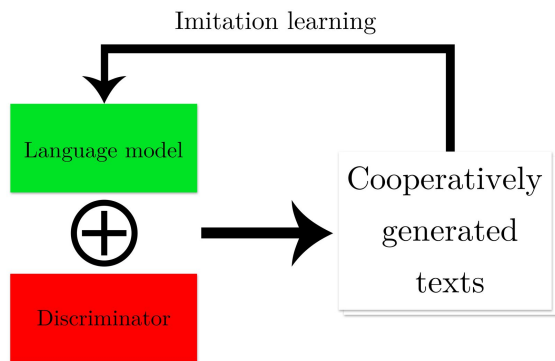 Imitation learning
Language model
Discriminator
Cooperatively
generated
texts